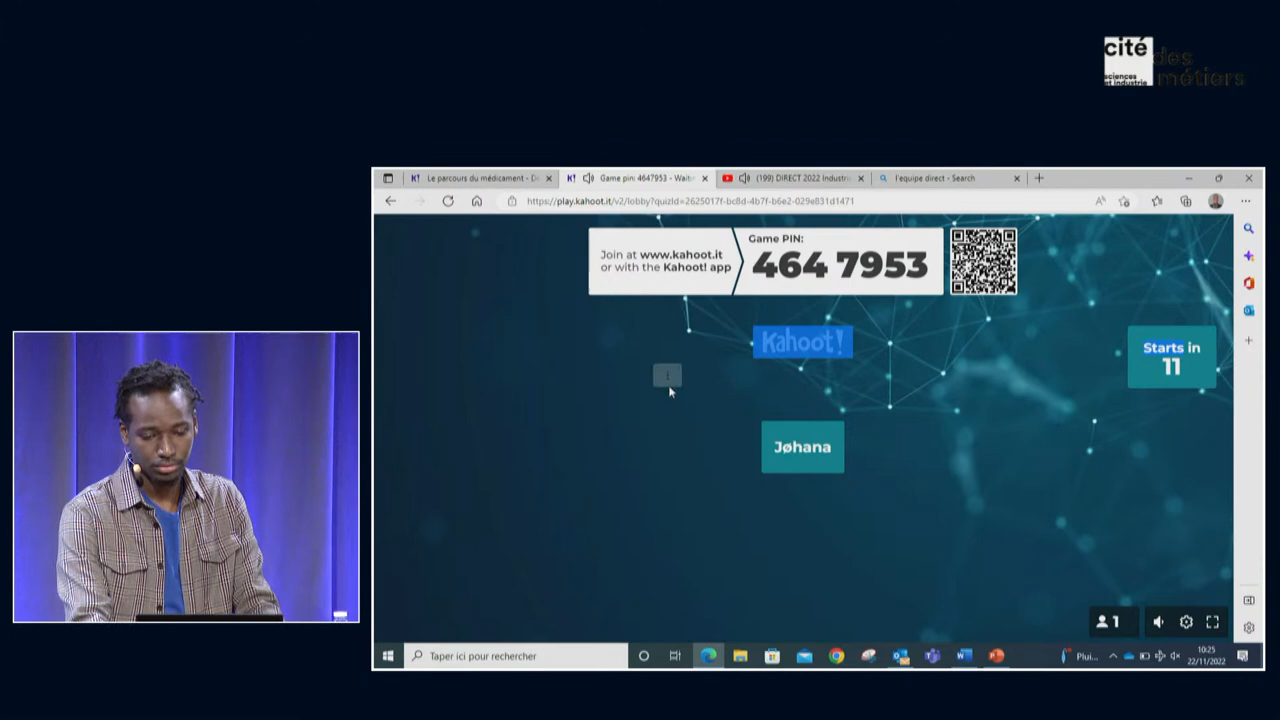 cité
sciences
et industrie
des
métiers
K! Le parcours du médicament - D
K! Game pin: 4647953 - Waiti
(199) DIRECT 2022 Industri
l'equipe direct - Search
https://play.kahoot.it/v2/lobby?quizId=2625017f-bc8d-4b7f-b6e2-029e831d1471
Join at www.kahoot.it
or with the Kahoot! app
Game PIN:
464 7953
Kahoot!
Starts in
11
Jøhana
1
Taper ici pour rechercher
Plui...
10:25
22/11/2022